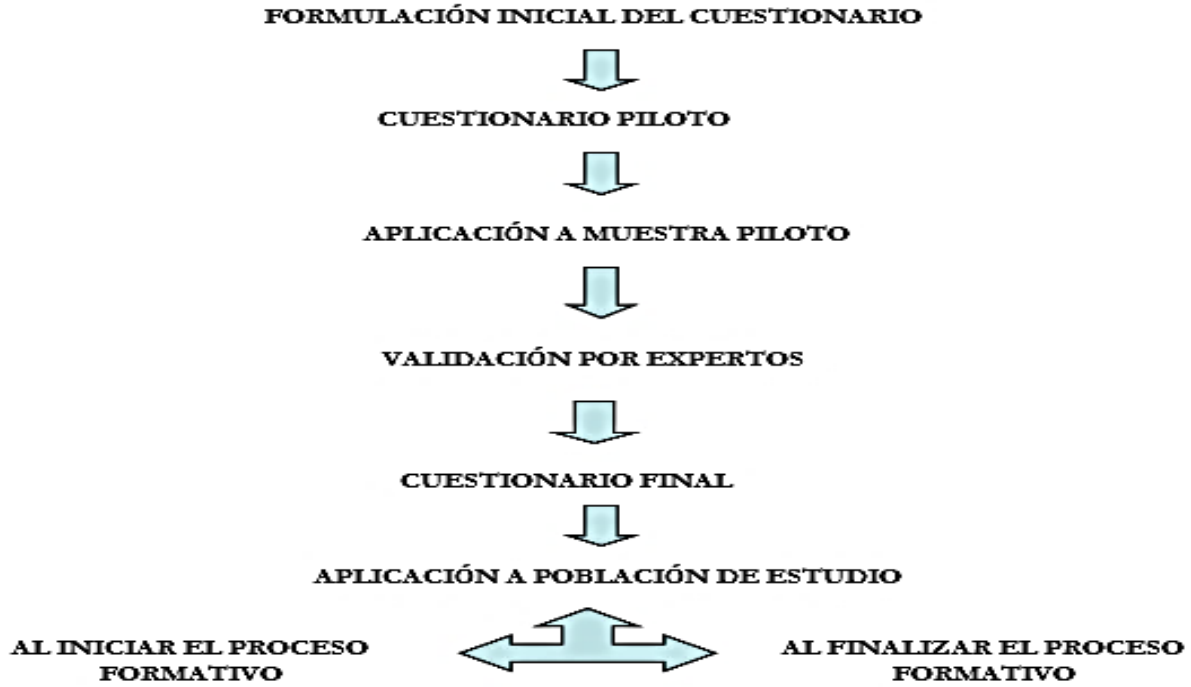 FORMULACIÓN INICIAL DEL CUESTIONARIO
CUESTIONARIO PILOTO
APLICACIÓN A MUESTRA PILOTO
VALIDACIÓN POR EXPERTOS
CUESTIONARIO FINAL
APLICACIÓN A POBLACIÓN DE ESTUDIO
AL INICIAR EL PROCESO
FORMATIVO
AL FINALIZAR EL PROCESO
FORMATIVO